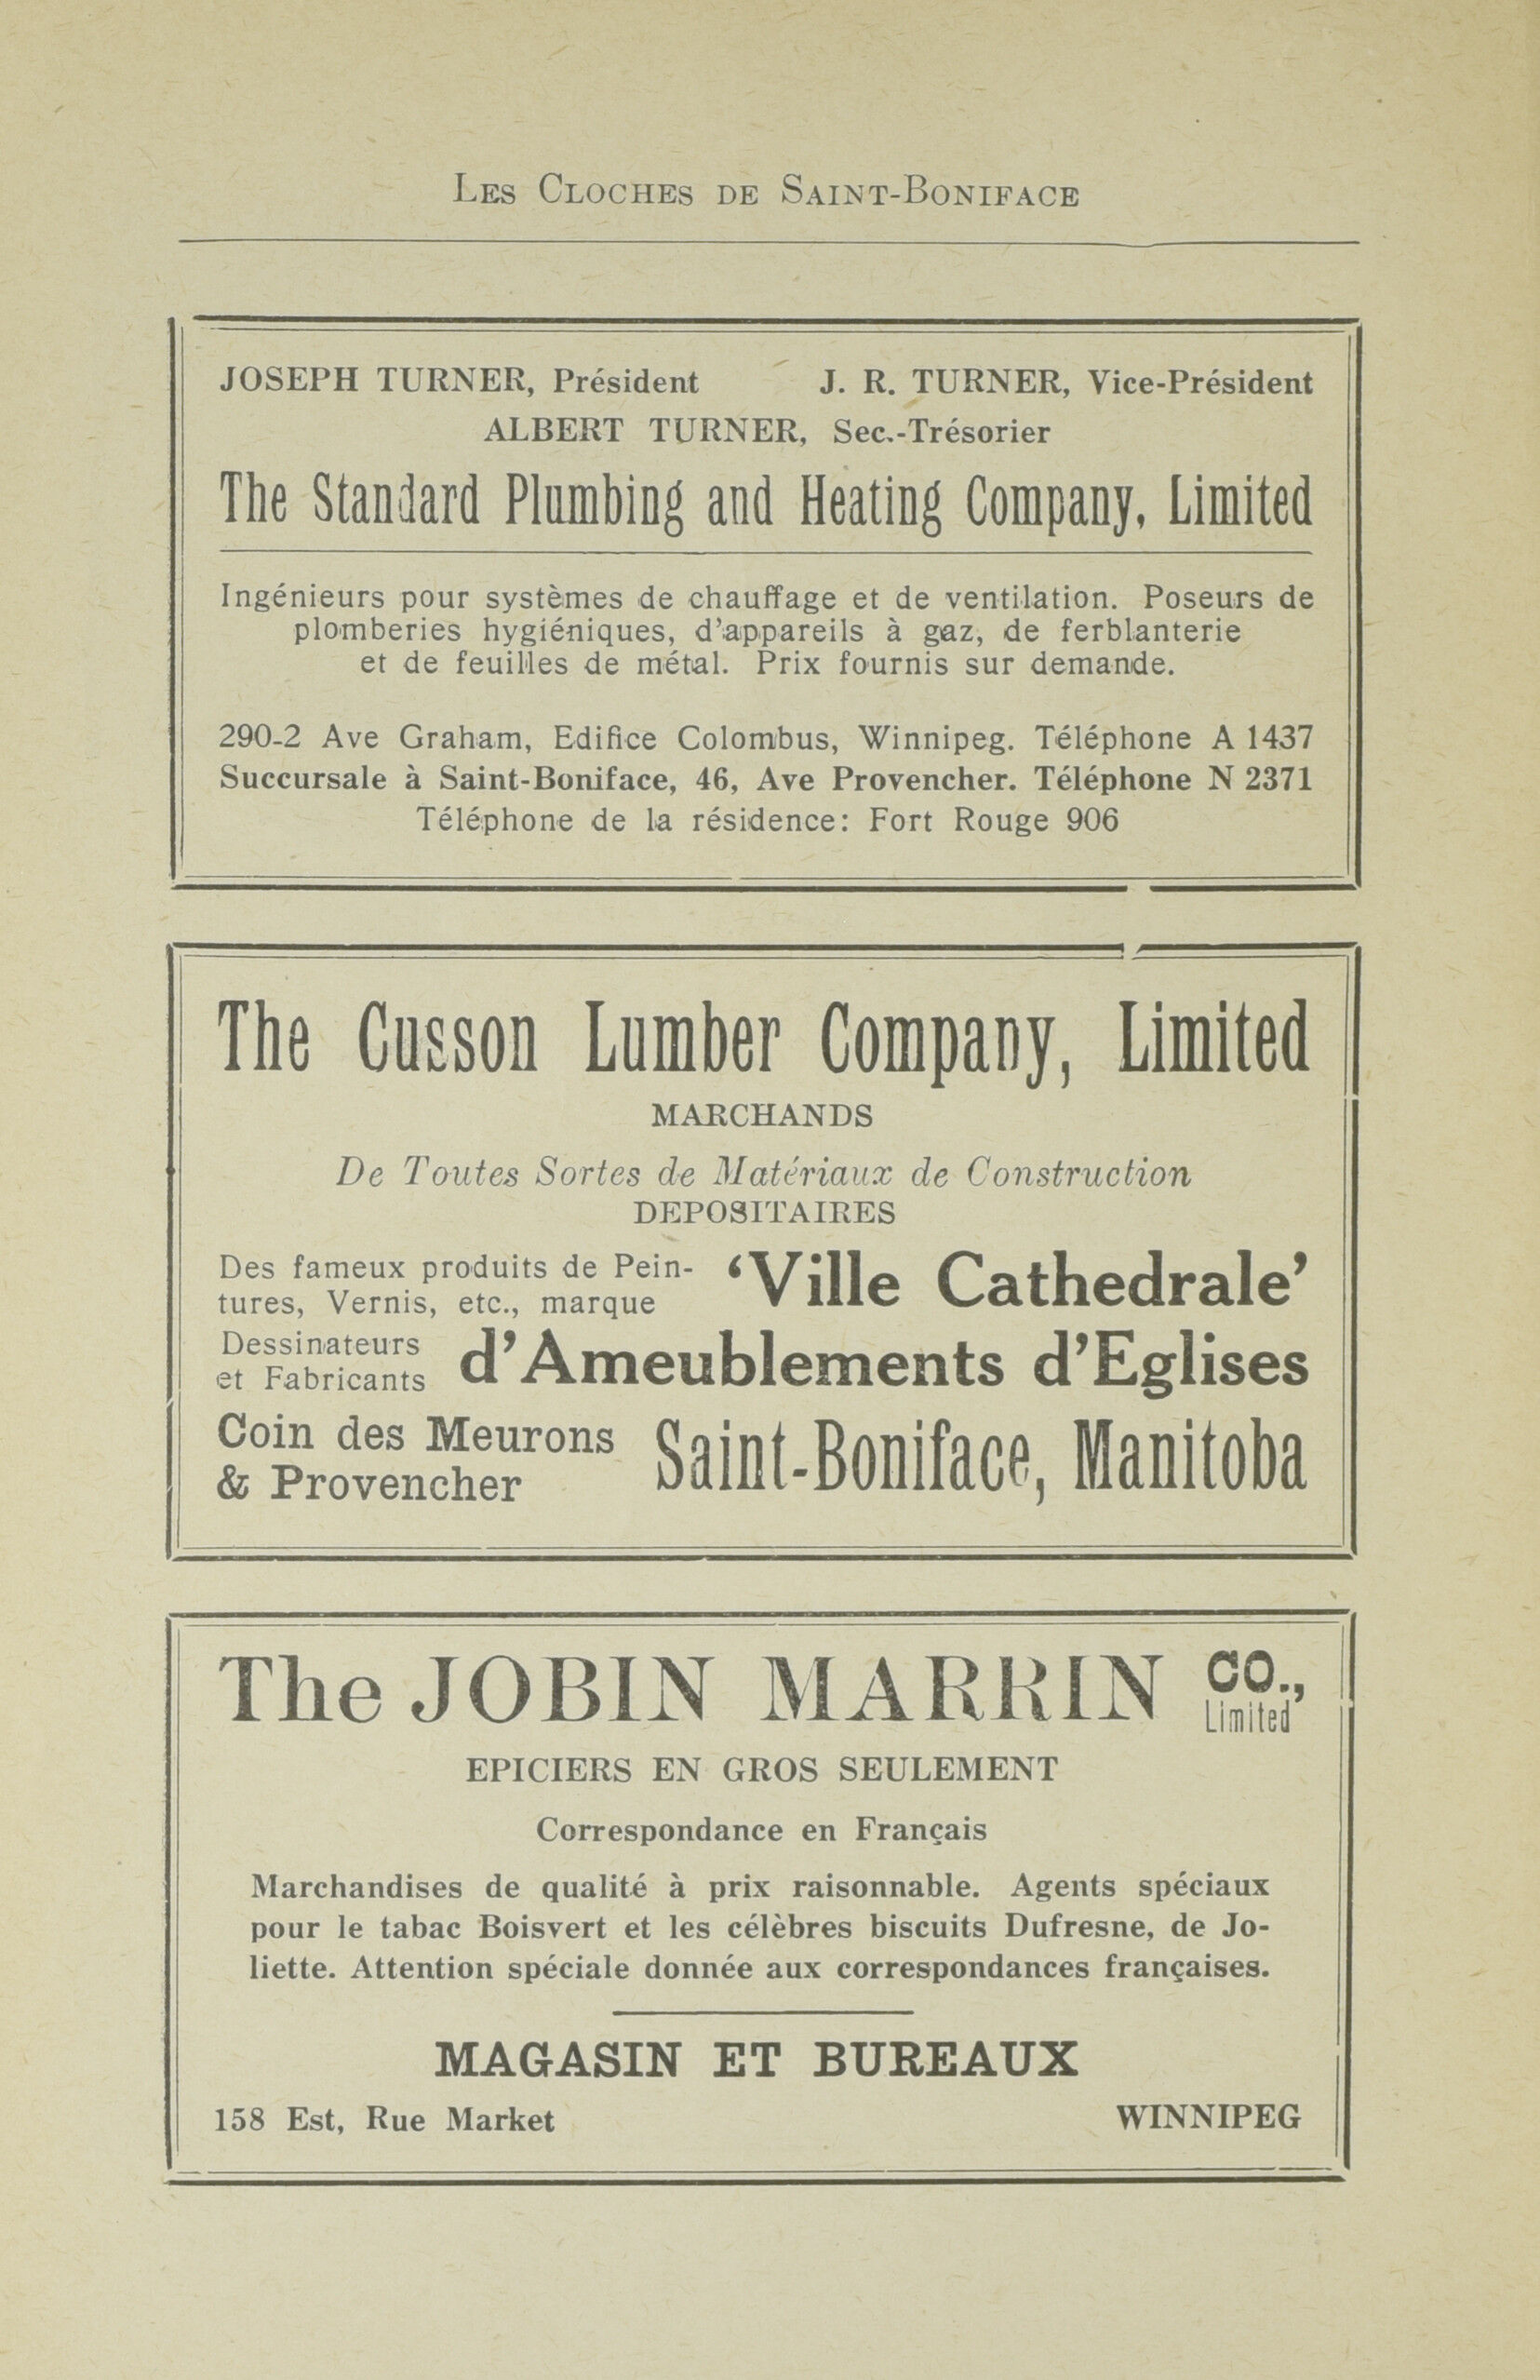 LES CLOCHES DE SAINT-BONIFACE
JOSEPH TURNER, Président J. R. TURNER, Vice-Président
ALBERT TURNER, Sec.-Trésorier
The Standard Plumbing and Heating Company, Limited
Ingénieurs pour systèmes de chauffage et de ventilation. Poseurs de
plomberies hygiéniques, d'appareils à gaz, de ferblanterie
et de feuilles de métal. Prix fournis sur demande.
290-2 Ave Graham, Edifice Colombus, Winnipeg. Téléphone A 1437
Succursale à Saint-Boniface, 46, Ave Provencher. Téléphone N 2371
Téléphone de la résidence: Fort Rouge 906
The Cusson Lumber Company, Limited
MARCHANDS
De Toutes Sortes de Matériaux de Construction
DEPOSITAIRES
Des fameux produits de Pein-
tures, Vernis, etc., marque
'Ville Cathedrale'
Dessinateurs
et Fabricants
d'Ameublements d'Eglises
Coin des Meurons
& Provencher
Saint-Boniface, Manitoba
The JOBIN MARRIN CO.,
Limited
EPICIERS EN GROS SEULEMENT
Correspondance en Français
Marchandises de qualité à prix raisonnable. Agents spéciaux
pour le tabac Boisvert et les célèbres biscuits Dufresne, de Jo-
liette. Attention spéciale donnée aux correspondances françaises.
MAGASIN ET BUREAUX
158 Est, Rue Market WINNIPEG